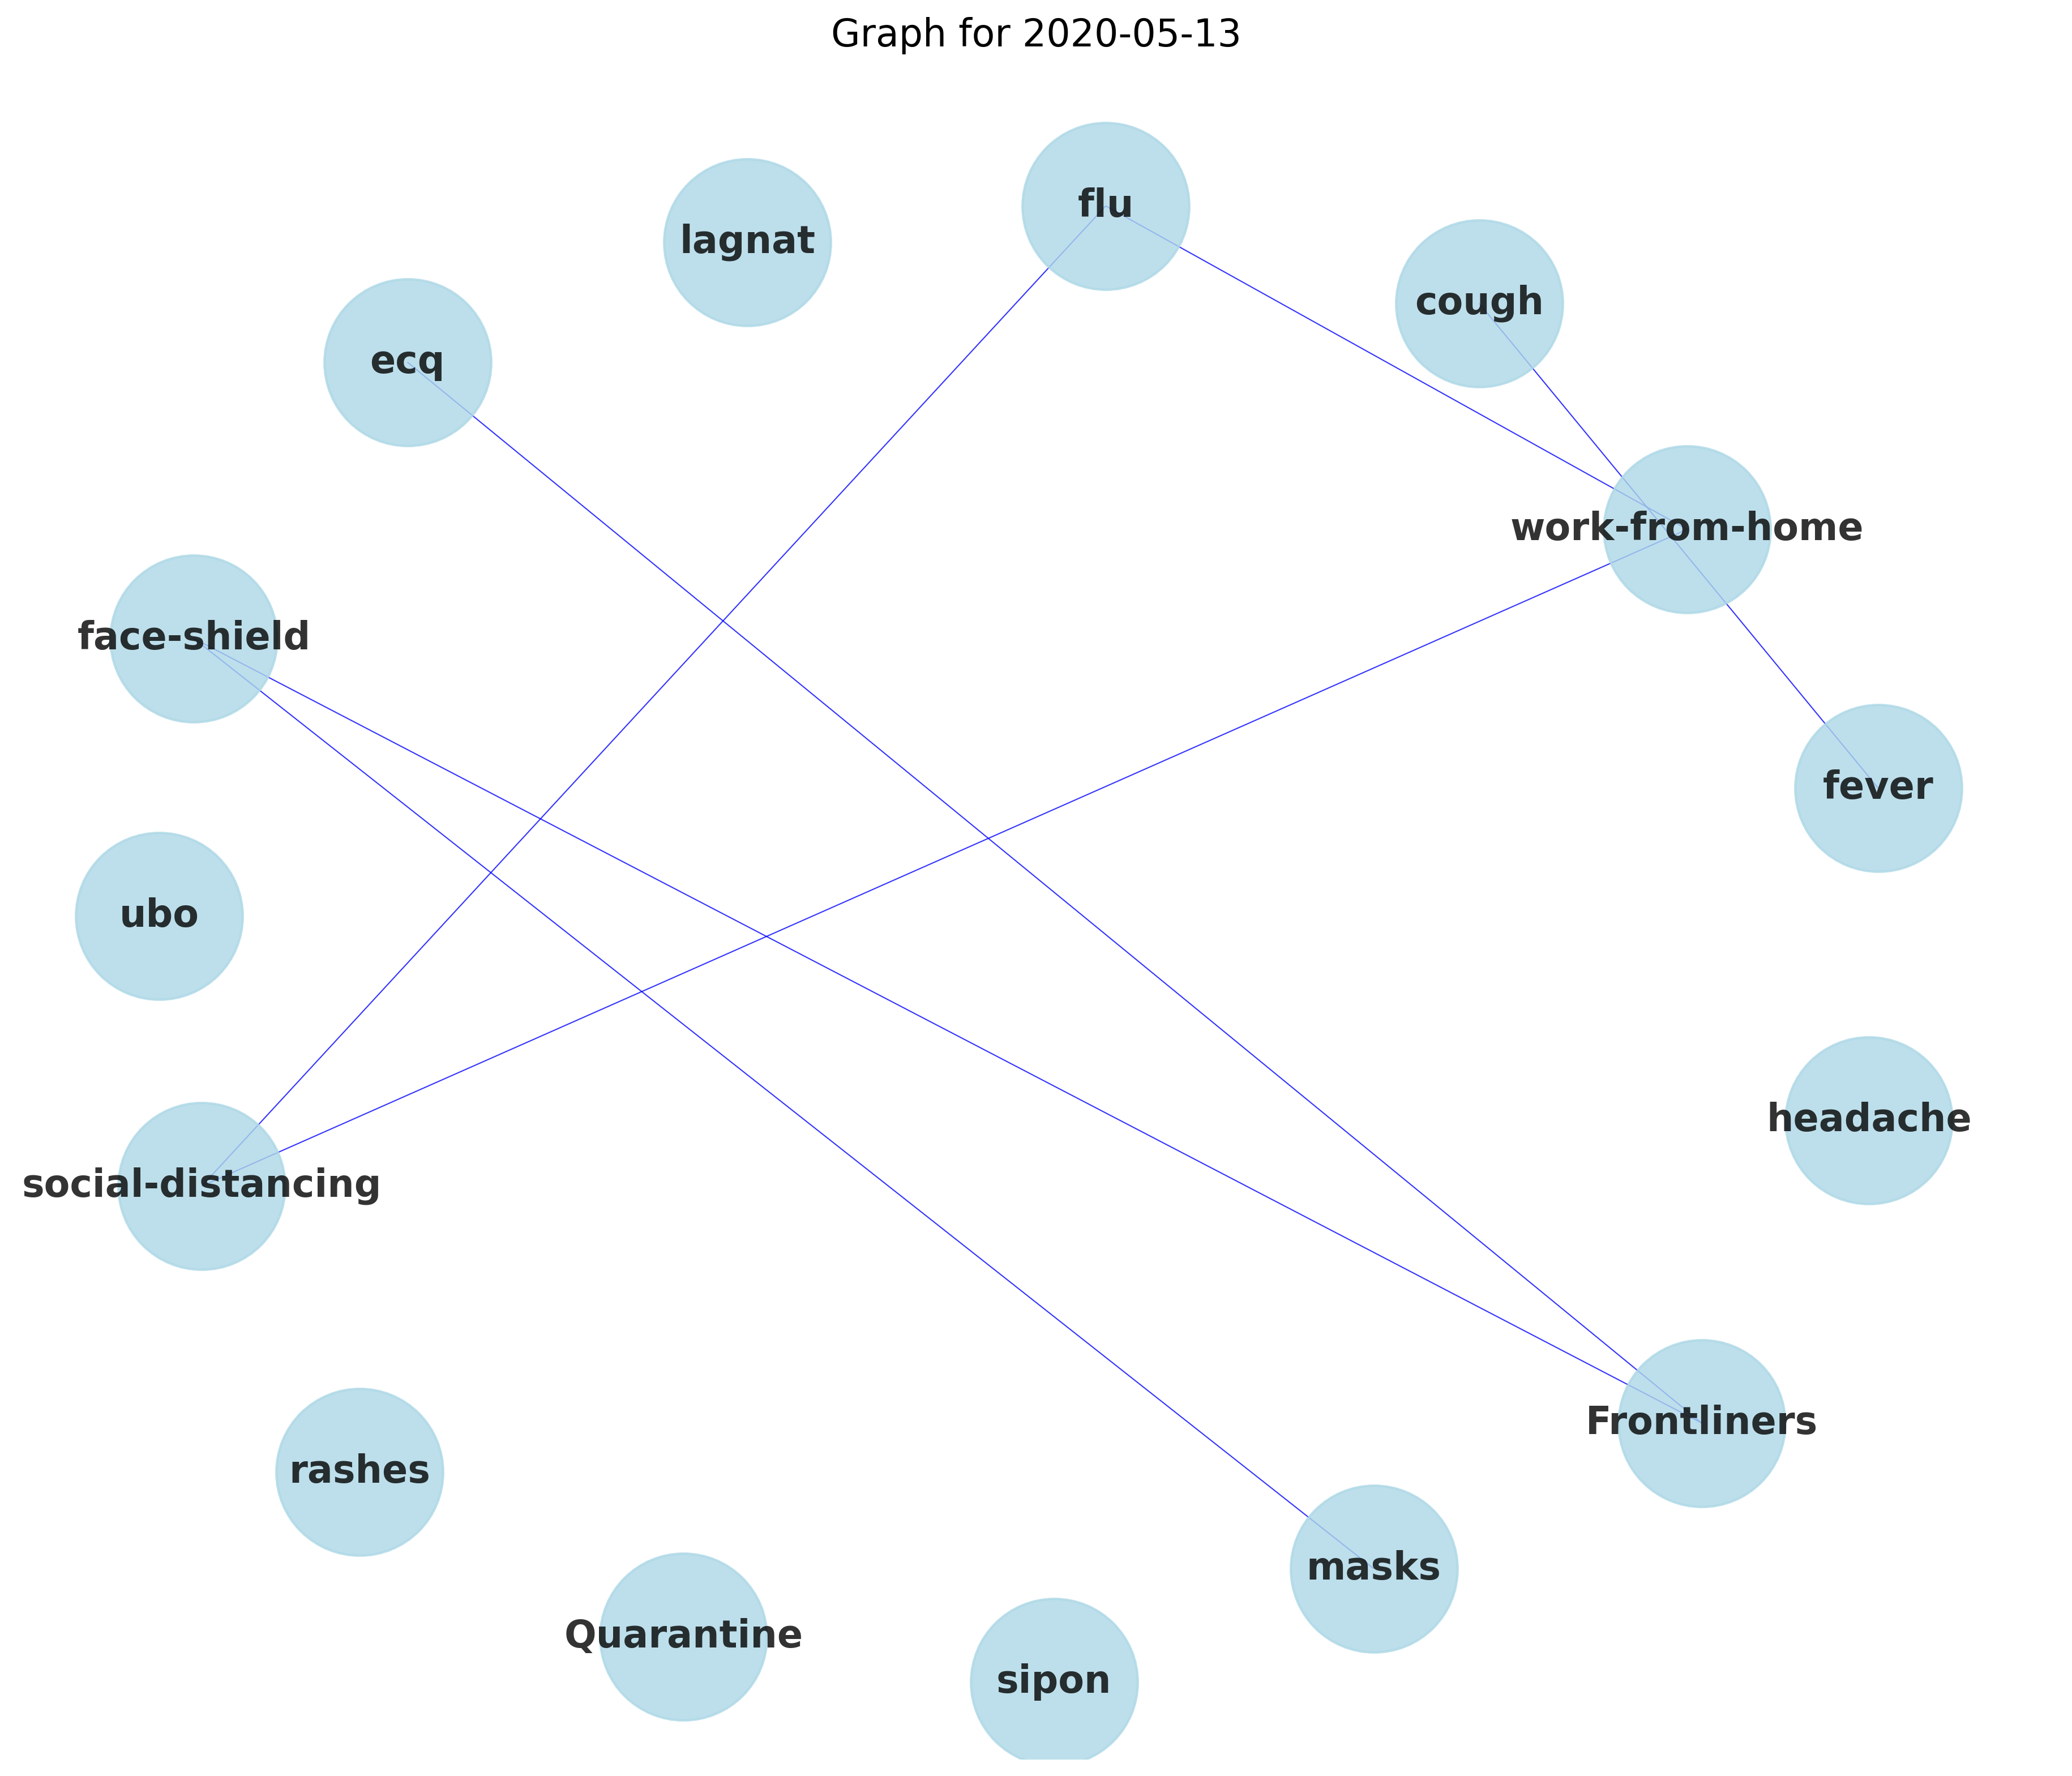 Graph for 2020-05-13
flu
lagnat
cough
ecq
work-from-home
face-shield
fever
ubo
headache
social-distancing
Frontliners
rashes
masks
Quarantine
sipon